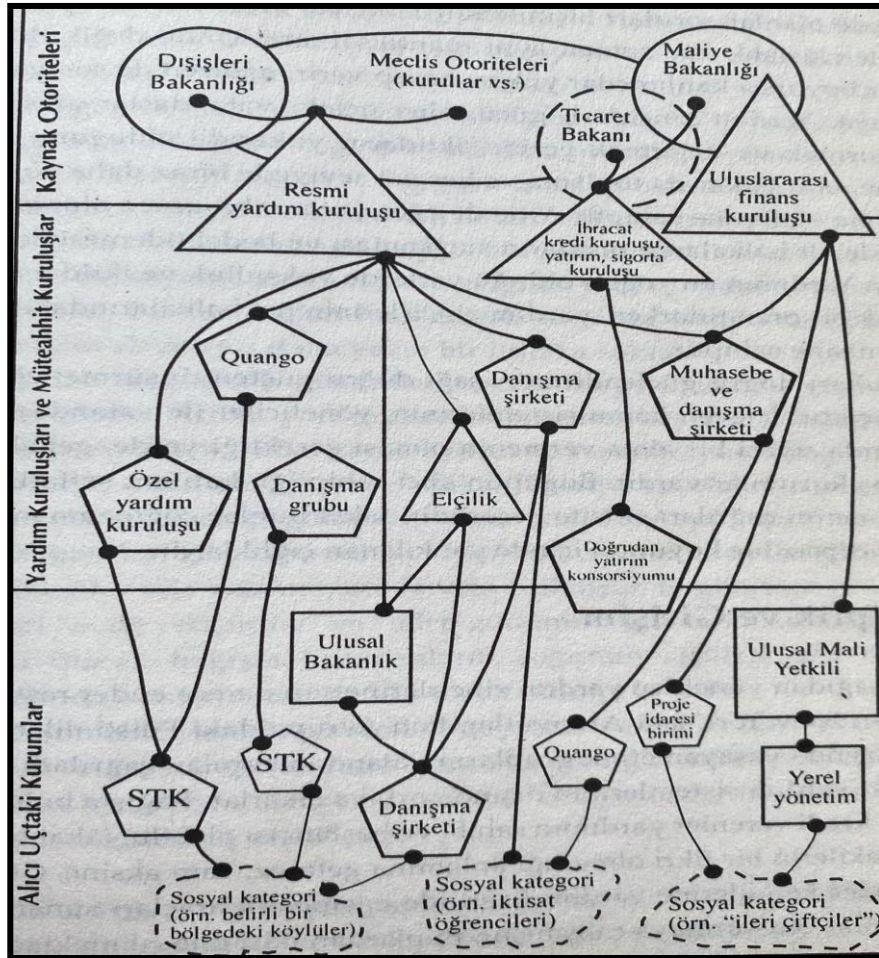 Kaynak Otoriteleri
Yardım Kuruluşları ve Müteahhit Kuruluşlar
Alıcı Uçtaki Kurumlar
Dışişleri
Bakanlığı
Meclis Otoriteleri
(kurullar vs.)
Maliye
Bakanlığı
Ticaret
Bakanı
Resmi
yardım kuruluşu
Uluslararası
finans
kuruluşu
İhracat
kredi kuruluşu,
yatırım, sigorta
kuruluşu
Quango
Danışma
şirketi
Muhasebe
ve
danışma
şirketi
Özel
yardım
kuruluşu
Danışma
grubu
Elçilik
Doğrudan
yatırım
konsorsiyumu
Ulusal
Bakanlık
Ulusal Mali
Yetkili
Proje
idaresi
birimi
STK
STK
Quango
Yerel
yönetim
Danışma
şirketi
Sosyal kategori
(örn. belirli bir
bölgedeki köylüler)
Sosyal kategori
(örn. iktisat
öğrencileri)
Sosyal kategori
(örn. “ileri çiftçiler”)